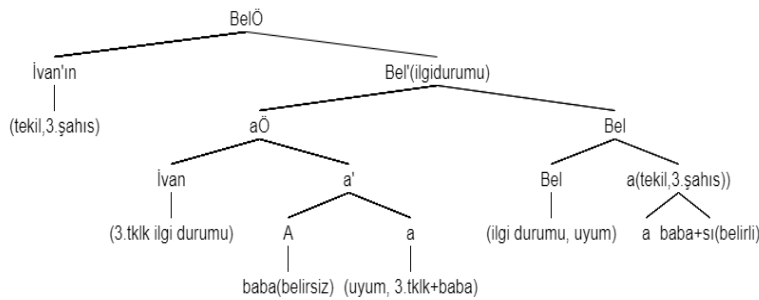 BelÖ
İvan'ın Bel'(ilgidurumu)
(tekil,3.şahıs) aÖ Bel
İvan a' Bel a(tekil,3.şahıs))
(3.tklk ilgi durumu) A a (ilgi durumu, uyum) a baba+sı(belirli)
baba(belirsiz) (uyum, 3.tklk+baba)